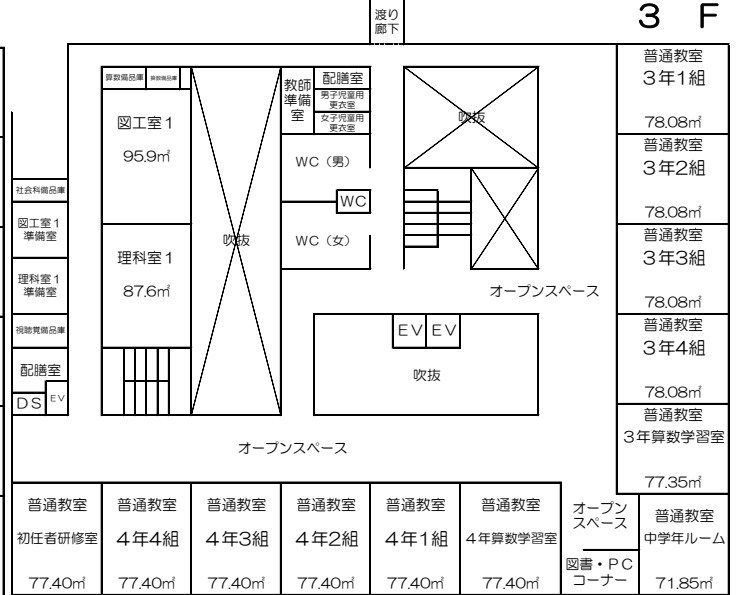 3 F
渡り
廊下
普通教室
3年1組
78.08㎡
普通教室
3年2組
78.08㎡
普通教室
3年3組
78.08㎡
普通教室
3年4組
78.08㎡
普通教室
3年算数学習室
77.35㎡
算数備品庫
算数備品庫
図工室1
95.9㎡
理科室1
87.6㎡
吹抜
教師
準備
室
配膳室
男子児童用
更衣室
女子児童用
更衣室
WC（男）
WC
WC（女）
吹抜
オープンスペース
EV
EV
吹抜
社会科備品庫
図工室1
準備室
理科室1
準備室
視聴覚備品庫
配膳室
DS
EV
オープンスペース
普通教室
初任者研修室
77.40㎡
普通教室
4年4組
77.40㎡
普通教室
4年3組
77.40㎡
普通教室
4年2組
77.40㎡
普通教室
4年1組
77.40㎡
普通教室
4年算数学習室
77.40㎡
オープン
スペース
図書・PC
コーナー
普通教室
中学年ルーム
71.85㎡